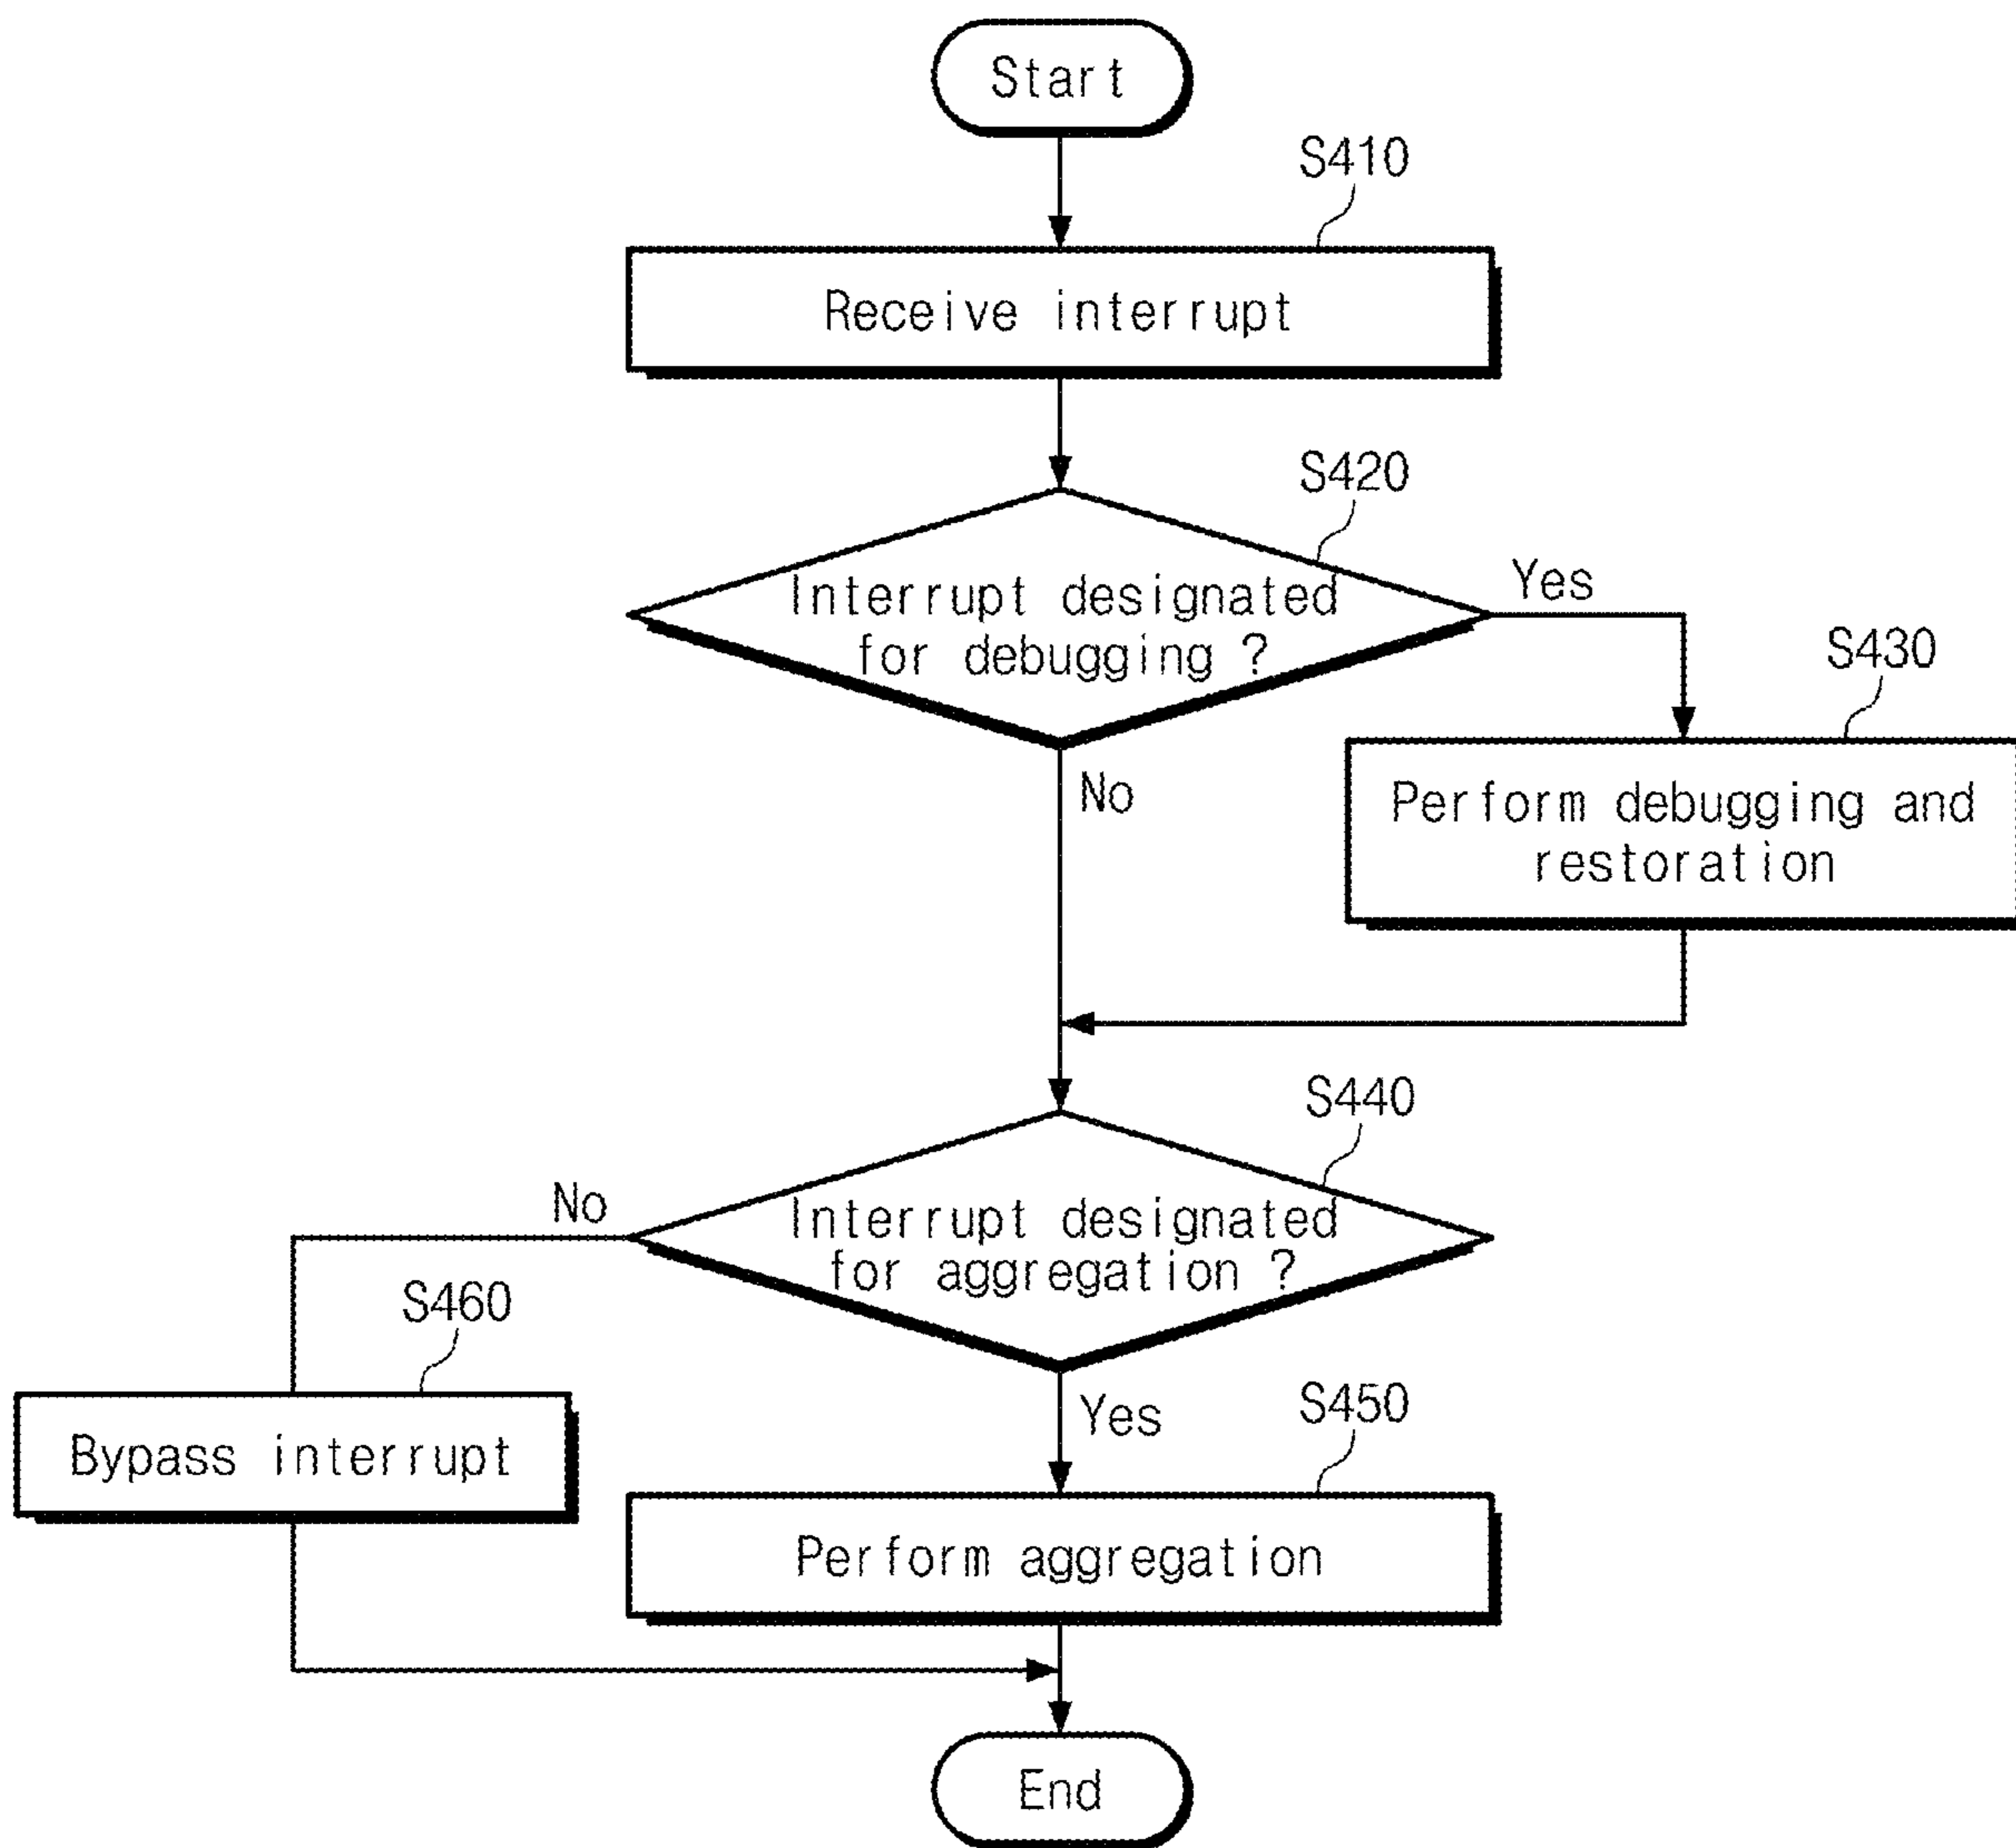 Start
S410
Receive interrupt
S420
Interrupt designated
for debugging ?
Yes
S430
No
Perform debugging and
restoration
S440
No
Interrupt designated
for aggregation ?
S460
Yes
S450
Bypass interrupt
Perform aggregation
End